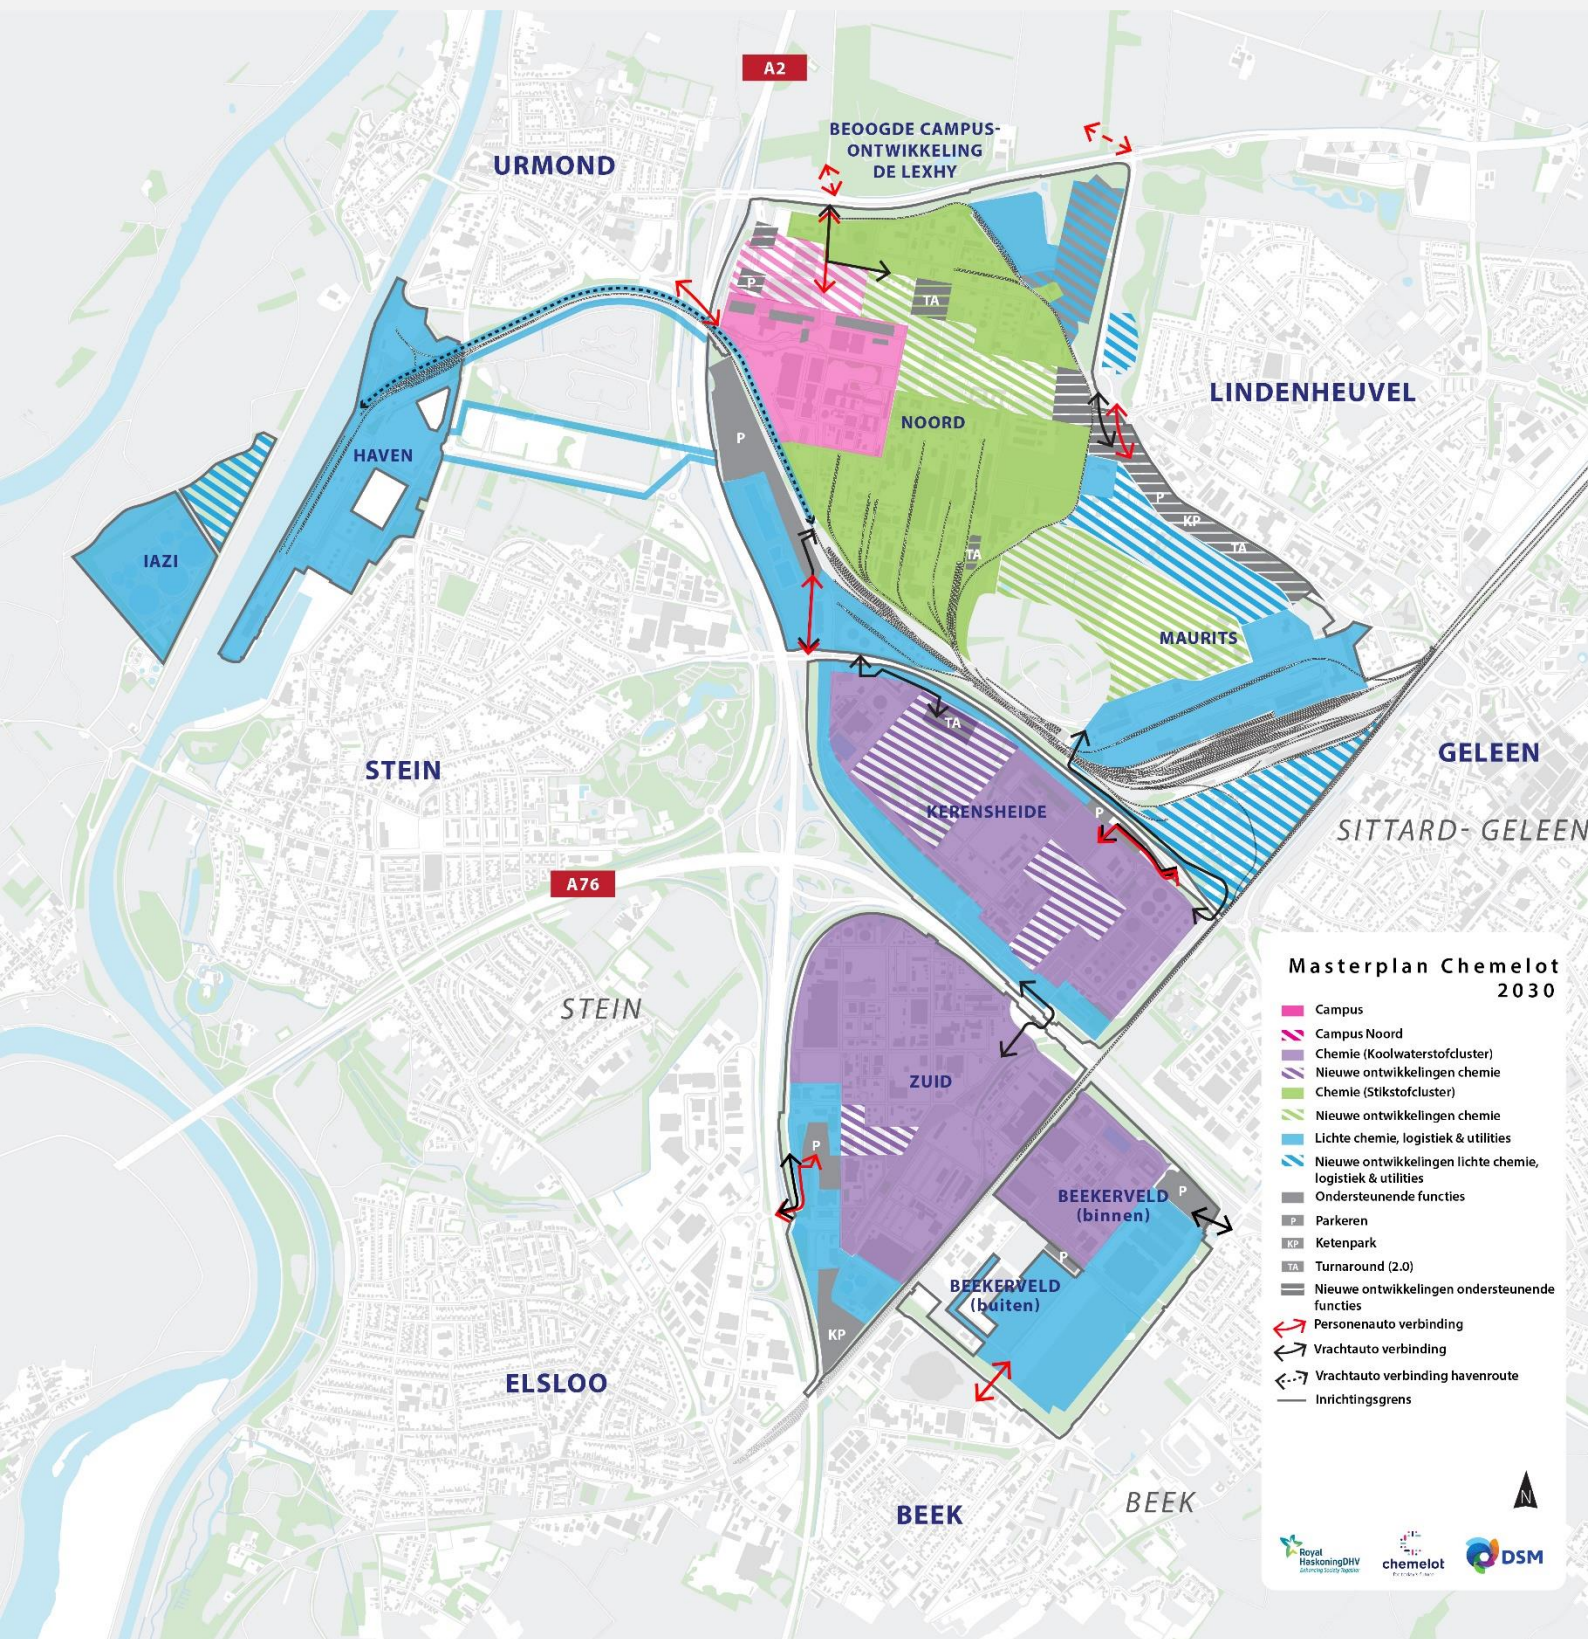 A2
BEOOGDE CAMPUS-
ONTWIKKELING
DE LEXHY
URMOND
P
TA
LINDENHEUVEL
NOORD
P
HAVEN
P
KP
TA
TA
IAZI
MAURITS
TA
STEIN
GELEEN
KERENSHEIDE
P
SITTARD- GELEEN
A76
STEIN
ZUID
P
BEEKERVELD
(binnen)
P
P
BEEKERVELD
(buiten)
KP
ELSLOO
BEEK
BEEK
Masterplan Chemelot
2030
Campus
Campus Noord
Chemie (Koolwaterstofcluster)
Nieuwe ontwikkelingen chemie
Chemie (Stikstofcluster)
Nieuwe ontwikkelingen chemie
Lichte chemie, logistiek & utilities
Nieuwe ontwikkelingen lichte chemie,
logistiek & utilities
Ondersteunende functies
P Parkeren
KP Ketenpark
TA Turnaround (2.0)
Nieuwe ontwikkelingen ondersteunende
functies
Personenauto verbinding
Vrachtauto verbinding
Vrachtauto verbinding havenroute
Inrichtingsgrens
N
Royal
HaskoningDHV
Enhancing Society Together
chemelot
DSM